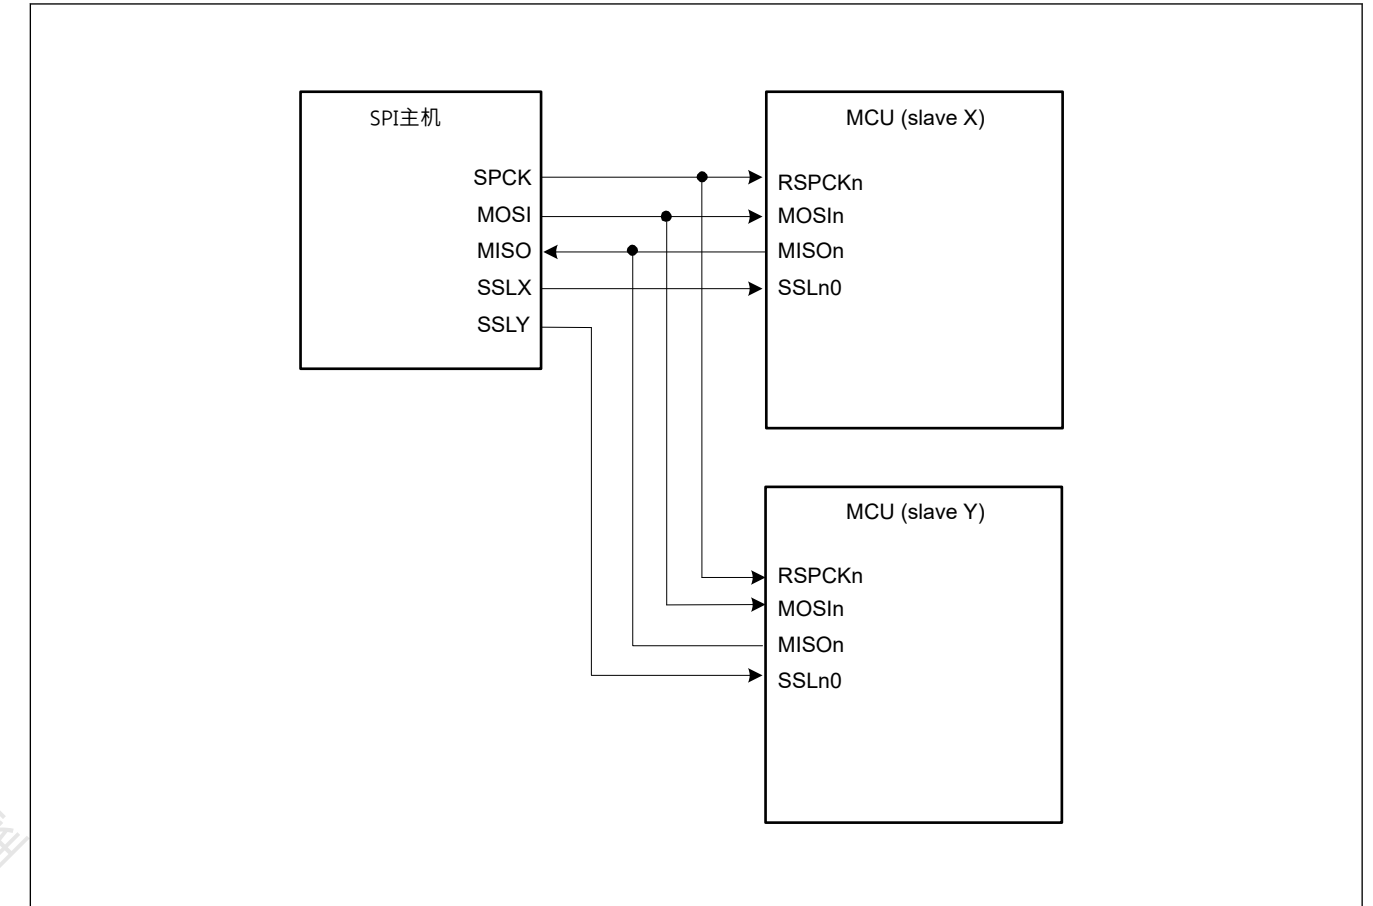 SPI主机
SPCK
MOSI
MISO
SSLX
SSLY
MCU (slave X)
RSPCKn
MOSIn
MISOn
SSLn0
MCU (slave Y)
RSPCKn
MOSIn
MISOn
SSLn0